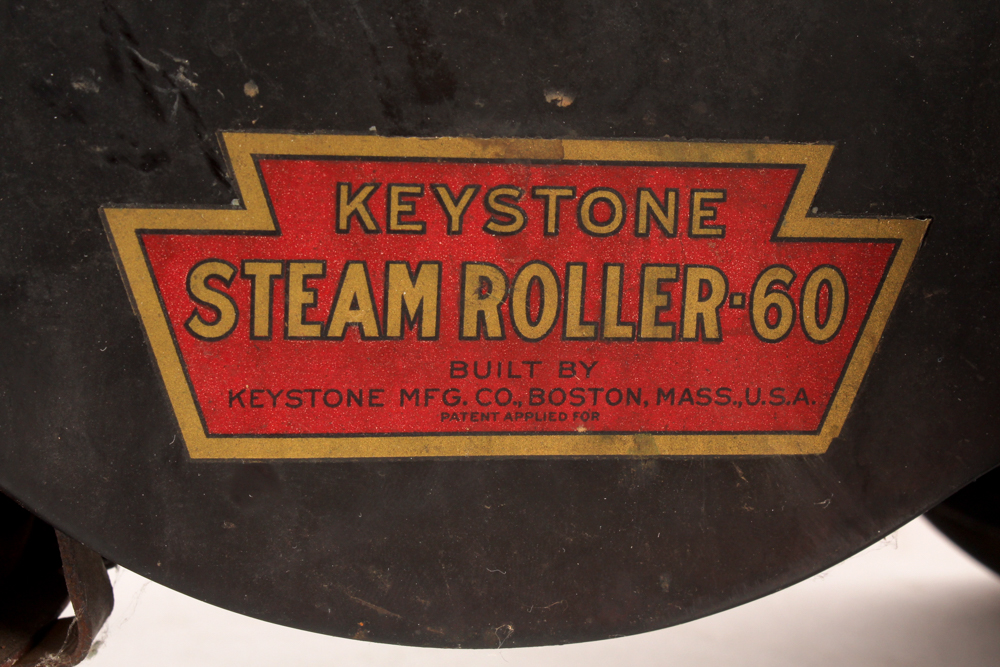 KEYSTONE
STEAM ROLLER-60
BUILT BY
KEYSTONE MFG. CO., BOSTON, MASS., U.S.A.
PATENT APPLIED FOR